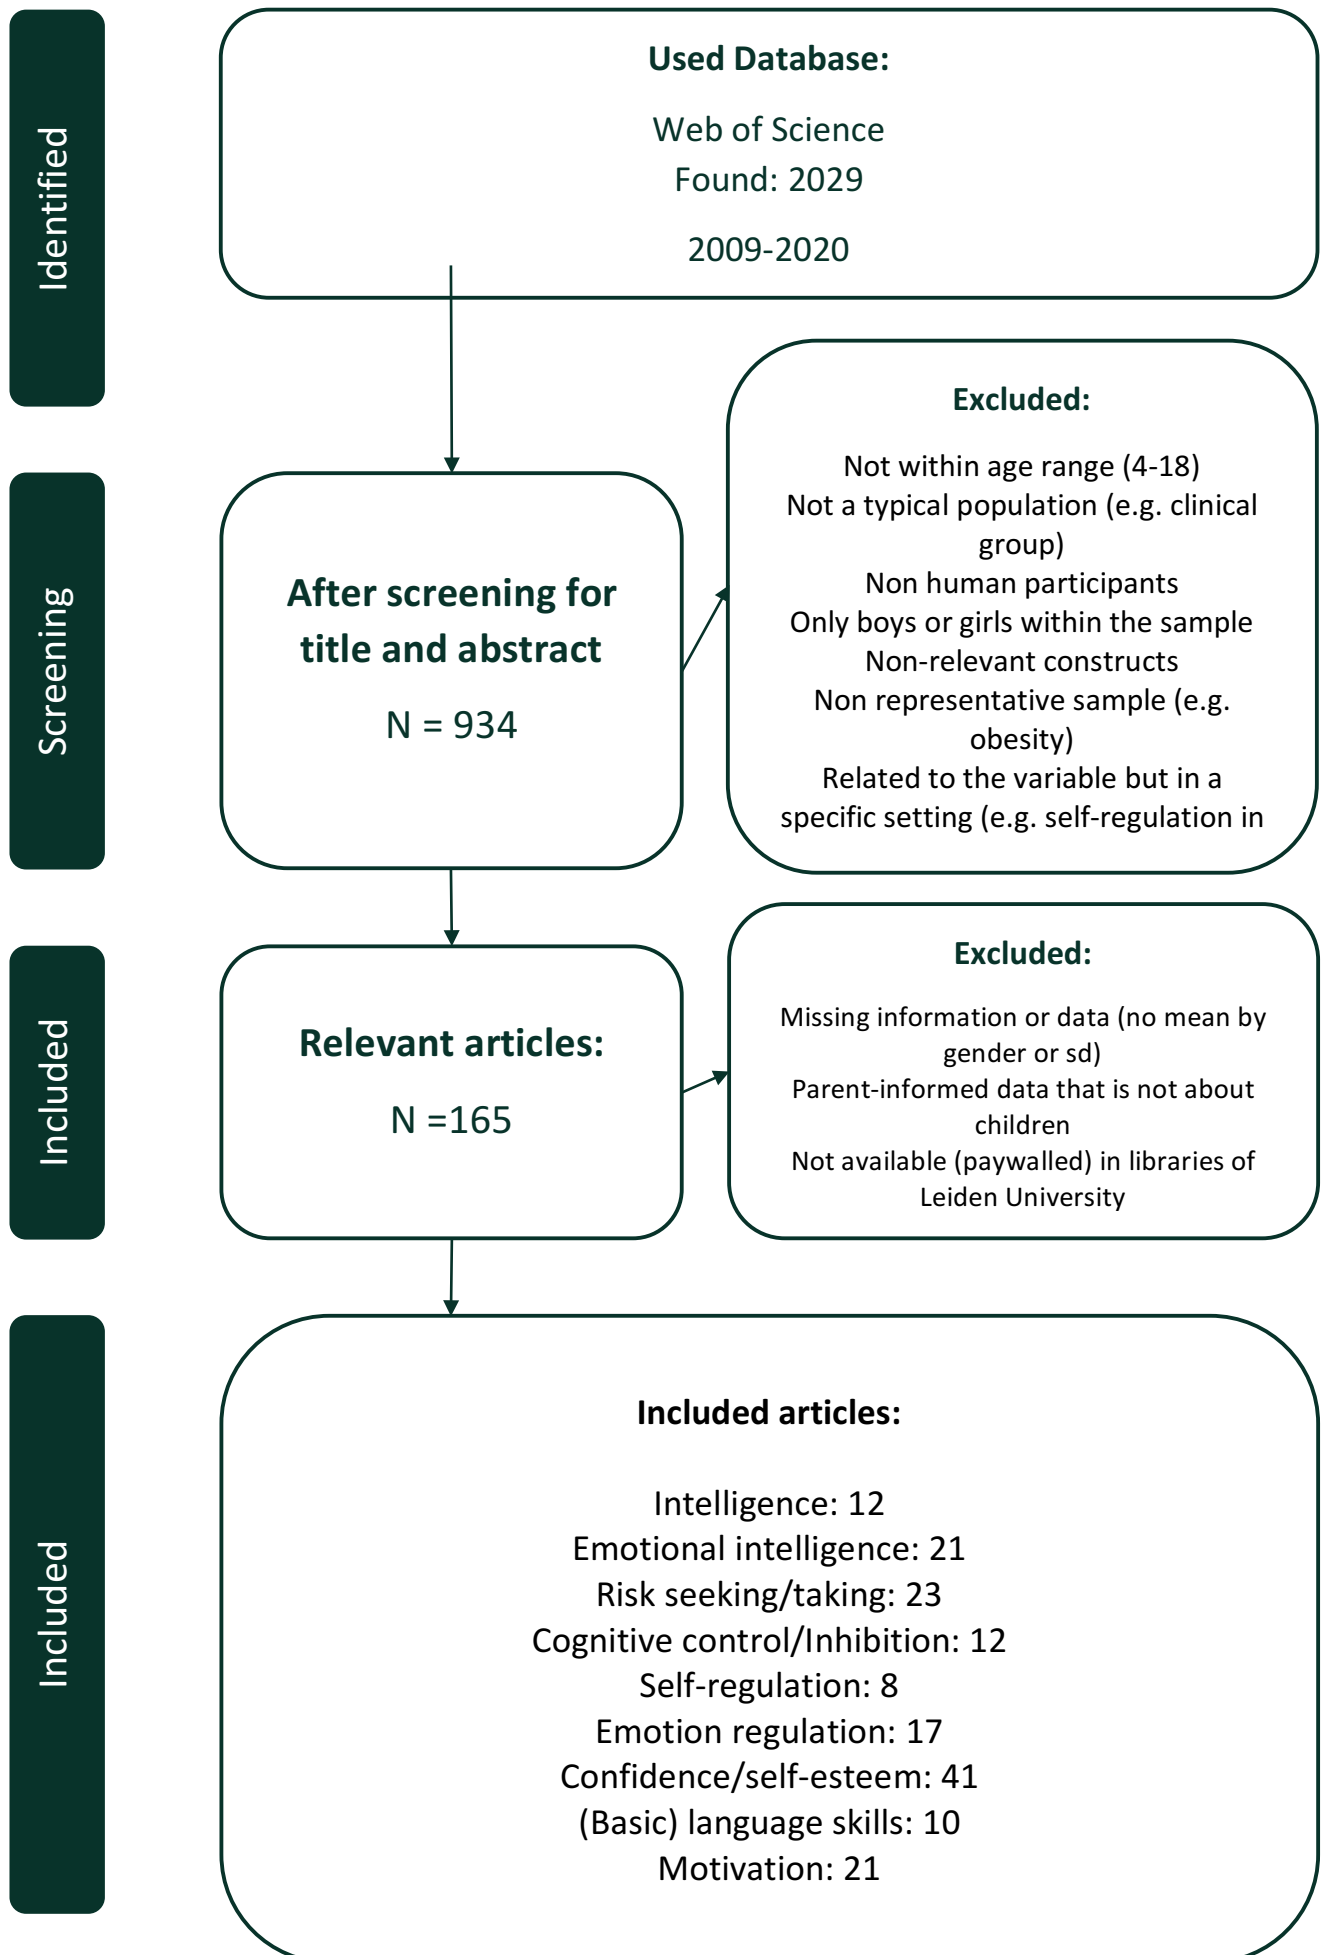 Identified
Used Database:
Web of Science
Found: 2029
2009-2020
Screening
After screening for
title and abstract
N = 934
Excluded:
Not within age range (4-18)
Not a typical population (e.g. clinical
group)
Non human participants
Only boys or girls within the sample
Non-relevant constructs
Non representative sample (e.g.
obesity)
Related to the variable but in a
specific setting (e.g. self-regulation in
Included
Relevant articles:
N =165
Excluded:
Missing information or data (no mean by
gender or sd)
Parent-informed data that is not about
children
Not available (paywalled) in libraries of
Leiden University
Included
Included articles:
Intelligence: 12
Emotional intelligence: 21
Risk seeking/taking: 23
Cognitive control/Inhibition: 12
Self-regulation: 8
Emotion regulation: 17
Confidence/self-esteem: 41
(Basic) language skills: 10
Motivation: 21